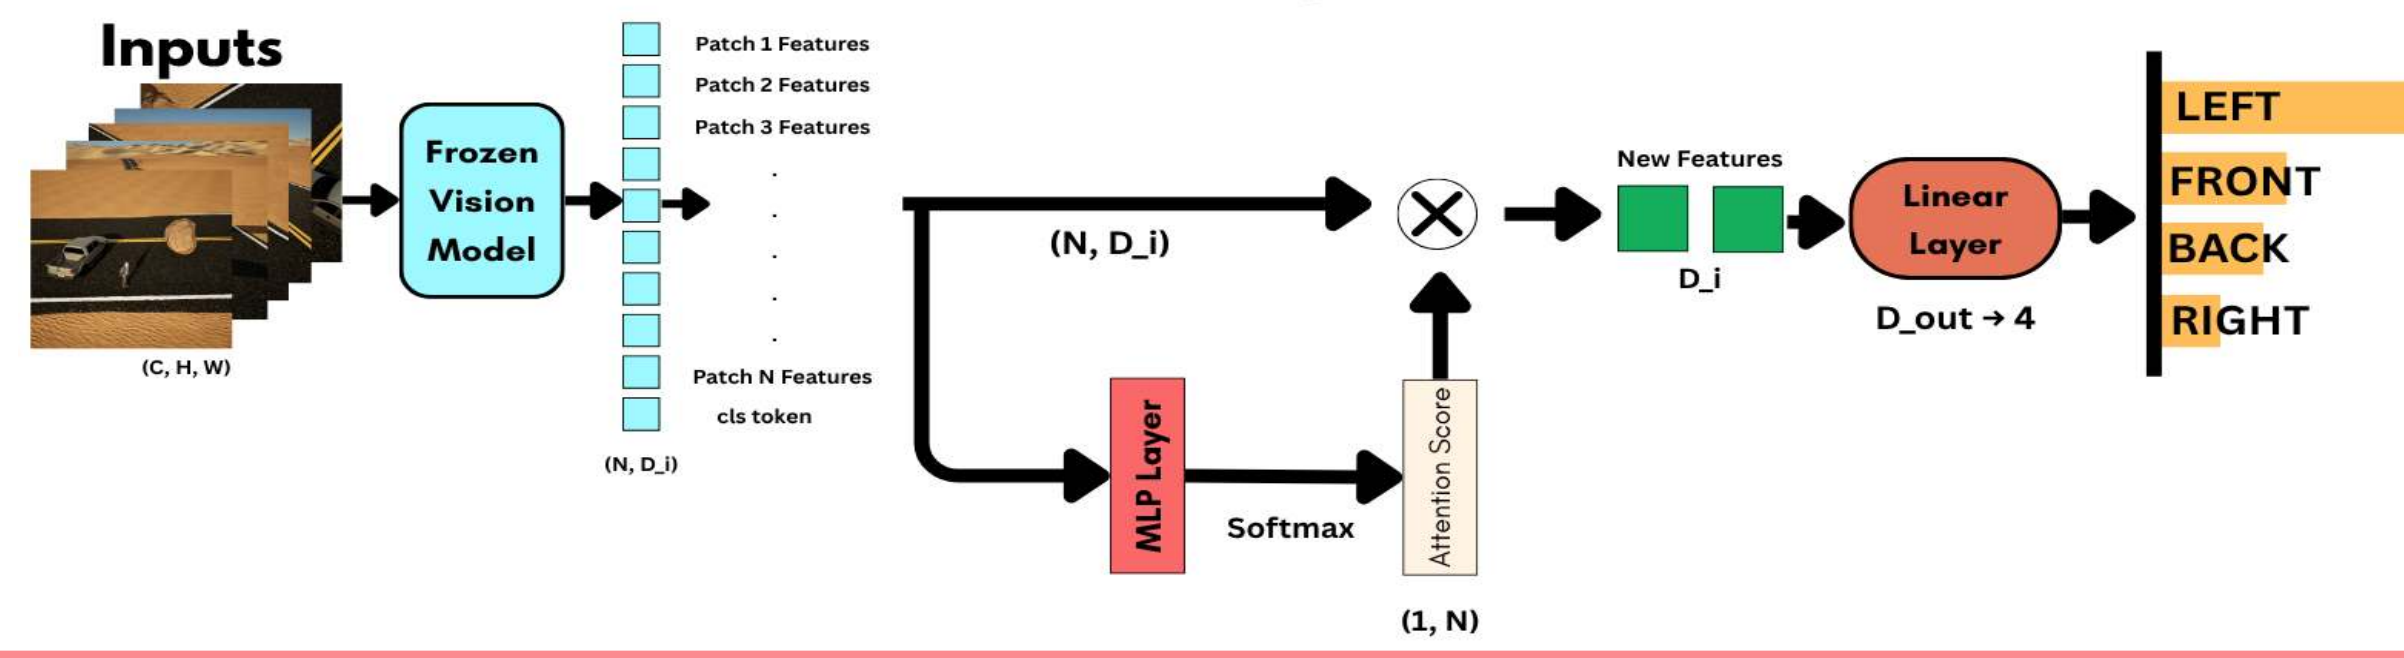 Inputs
(C, H, W)
Frozen
Vision
Model
Patch 1 Features
Patch 2 Features
Patch 3 Features
.
.
.
.
.
Patch N Features
cls token
(N, D_i)
(N, D_i)
MLP Layer
Softmax
Attention Score
(1, N)
New Features
D_i
Linear
Layer
D_out → 4
LEFT
FRONT
BACK
RIGHT